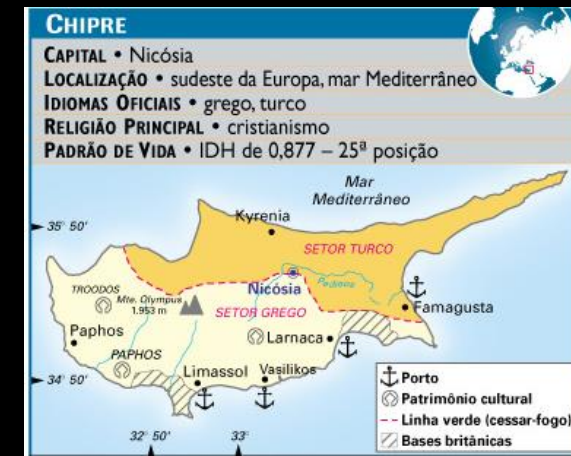 CHIPRE
CAPITAL • Nicósia
LOCALIZAÇÃO • sudeste da Europa, mar Mediterrâneo
IDIOMAS OFICIAIS • grego, turco
RELIGIÃO PRINCIPAL • cristianismo
PADRÃO DE VIDA • IDH de 0,877 – 25ª posição
Mar
Mediterrâneo
35° 50'
Kyrenia
SETOR TURCO
Nicósia
Pedieos
TROODOS
Mte. Olympus
1.953 m
SETOR GREGO
Famagusta
Paphos
Larnaca
PAPHOS
Limassol
Vasilikos
34° 50'
32° 50'
33°
Porto
Patrimônio cultural
Linha verde (cessar-fogo)
Bases britânicas